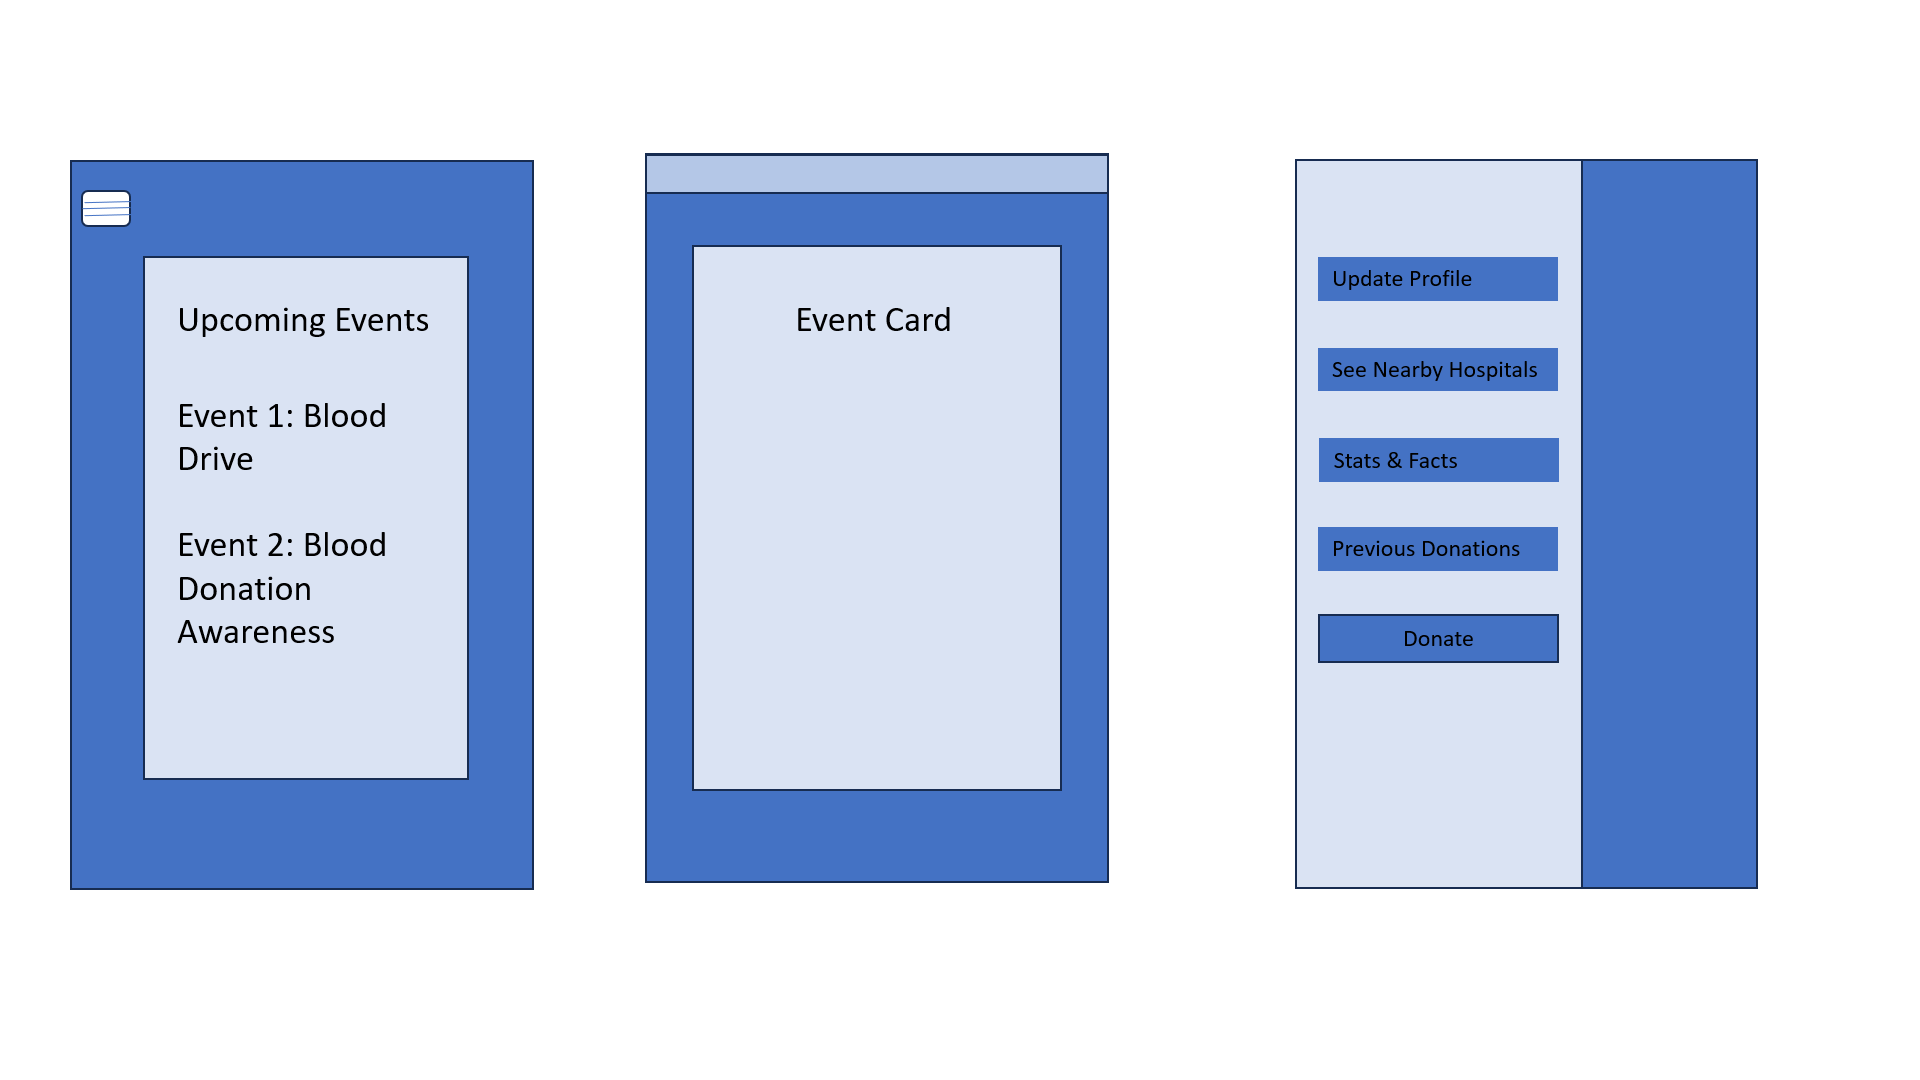 Upcoming Events
Event 1: Blood
Drive
Event 2: Blood
Donation
Awareness
Event Card
Update Profile
See Nearby Hospitals
Stats & Facts
Previous Donations
Donate